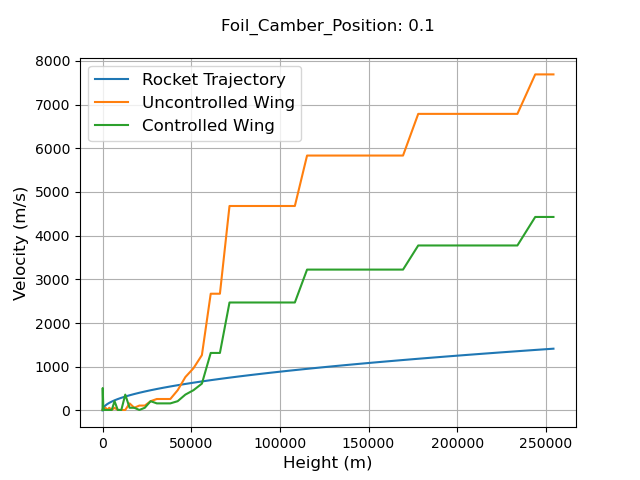 Foil_Camber_Position: 0.1
8000
7000
6000
5000
4000
3000
2000
1000
0
Velocity (m/s)
Rocket Trajectory
Uncontrolled Wing
Controlled Wing
0 50000 100000 150000 200000 250000
Height (m)